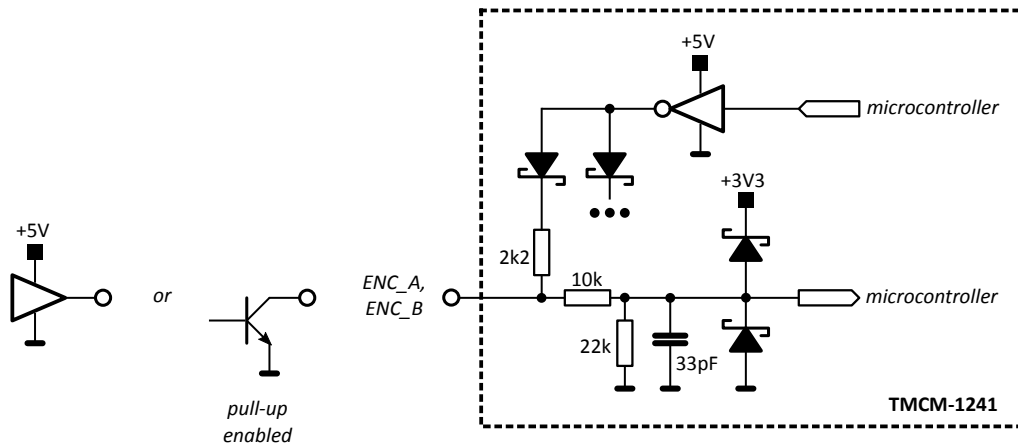 +5V
microcontroller
+3V3
+5V
2k2
or
ENC_A,
ENC_B
10k
microcontroller
22k
33pF
pull-up
enabled
TMCM-1241